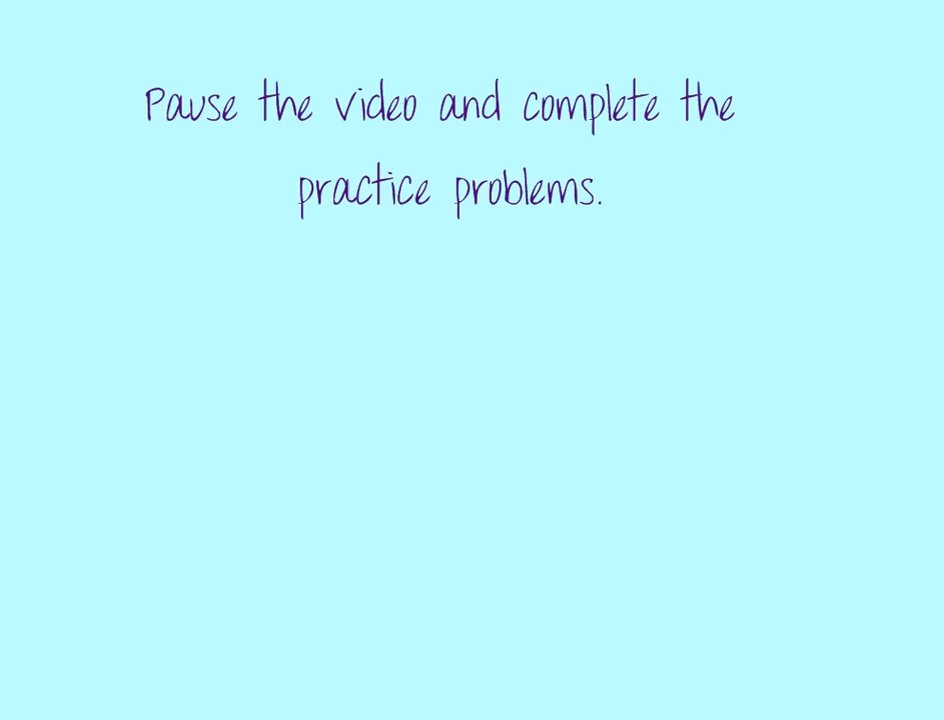 Pause the video and complete the
practice problems.